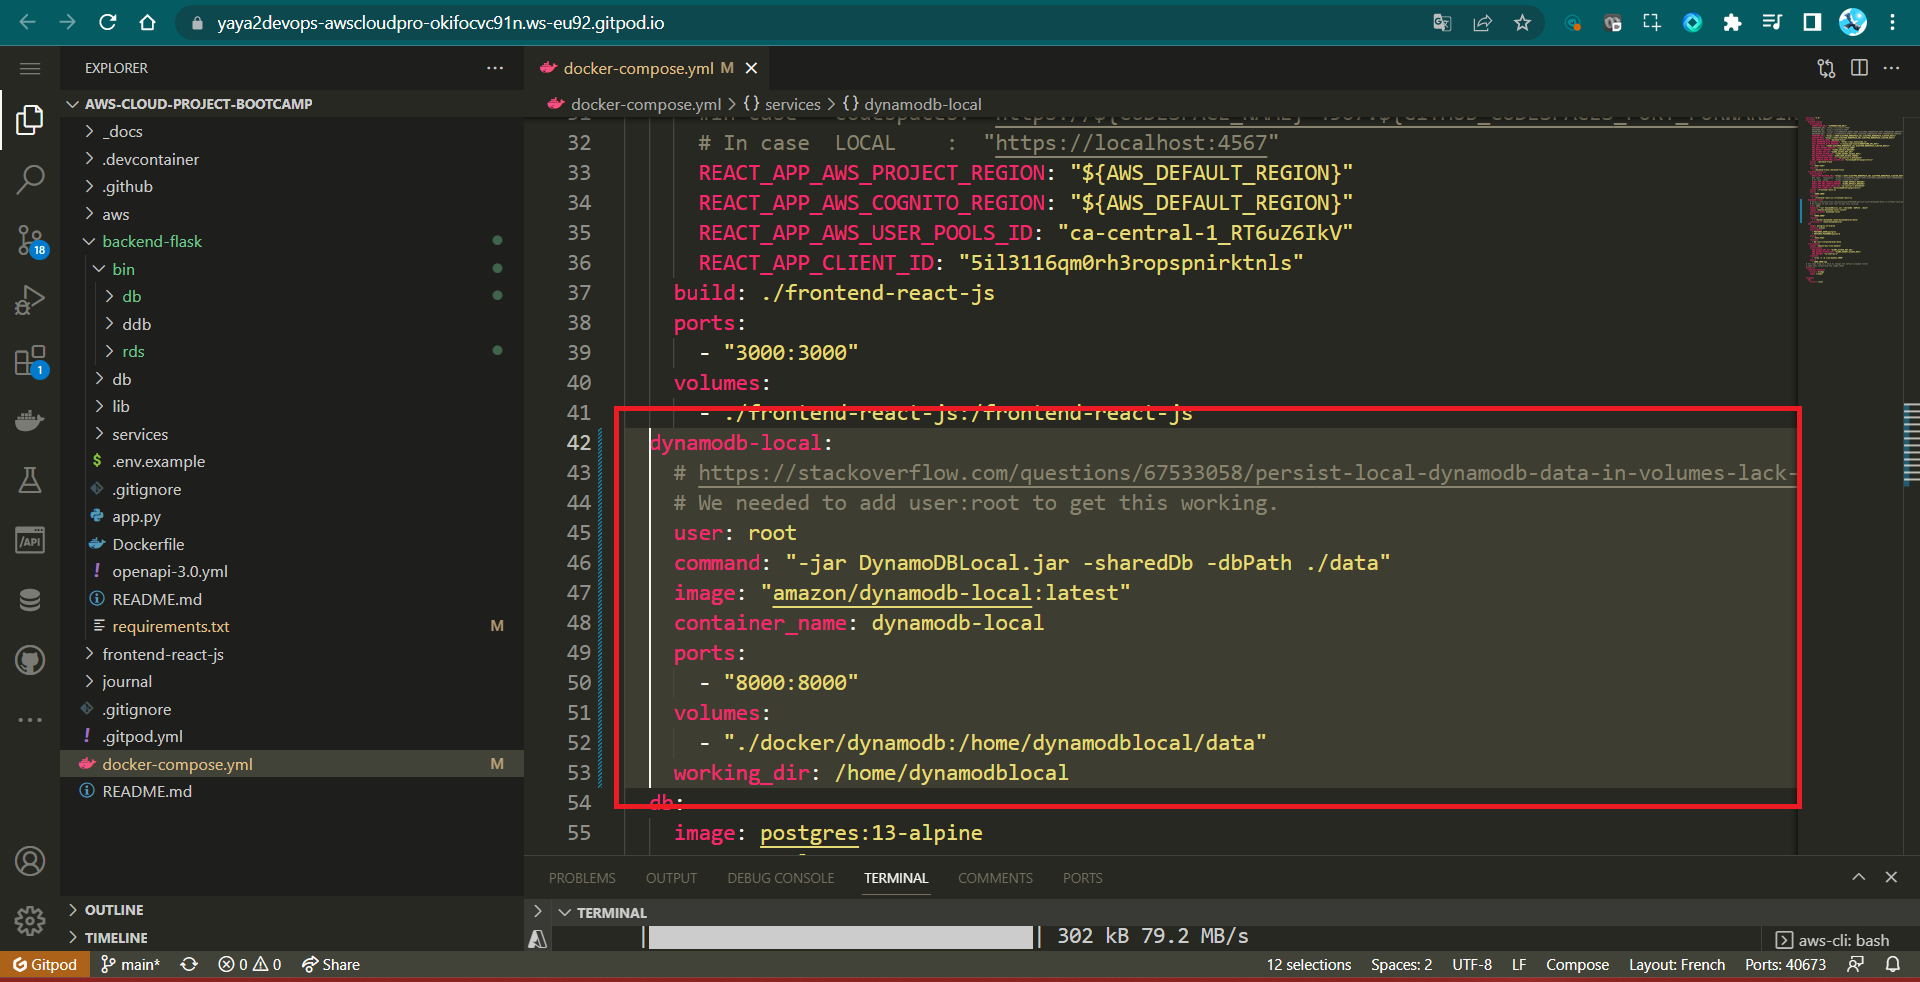 yaya2devops-awscloudpro-okifocvc91n.ws-eu92.gitpod.io
EXPLORER
AWS-CLOUD-PROJECT-BOOTCAMP
_docs
.devcontainer
.github
aws
backend-flask
bin
db
ddb
rds
db
lib
services
.env.example
.gitignore
app.py
Dockerfile
openapi-3.0.yml
README.md
requirements.txt M
frontend-react-js
journal
.gitignore
.gitpod.yml
docker-compose.yml M
README.md
OUTLINE
TIMELINE
18
1
/API
docker-compose.yml M
docker-compose.yml > {} services > {} dynamodb-local
32 # In case LOCAL : "https://localhost:4567"
33 REACT_APP_AWS_PROJECT_REGION: "${AWS_DEFAULT_REGION}"
34 REACT_APP_AWS_COGNITO_REGION: "${AWS_DEFAULT_REGION}"
35 REACT_APP_AWS_USER_POOLS_ID: "ca-central-1_RT6uZ6IkV"
36 REACT_APP_CLIENT_ID: "5il3116qm0rh3ropspnirktnls"
37 build: ./frontend-react-js
38 ports:
39 - "3000:3000"
40 volumes:
41 - ./frontend-react-js:/frontend-react-js
42 dynamodb-local:
43 # https://stackoverflow.com/questions/67533058/persist-local-dynamodb-data-in-volumes-lack-
44 # We needed to add user:root to get this working.
45 user: root
46 command: "-jar DynamoDBLocal.jar -sharedDb -dbPath ./data"
47 image: "amazon/dynamodb-local:latest"
48 container_name: dynamodb-local
49 ports:
50 - "8000:8000"
51 volumes:
52 - "./docker/dynamodb:/home/dynamodblocal/data"
53 working_dir: /home/dynamodblocal
54 db:
55 image: postgres:13-alpine
PROBLEMS OUTPUT DEBUG CONSOLE TERMINAL COMMENTS PORTS
TERMINAL
302 kB 79.2 MB/s
aws-cli: bash
Gitpod main* 0 0 Share 12 selections Spaces: 2 UTF-8 LF Compose Layout: French Ports: 40673